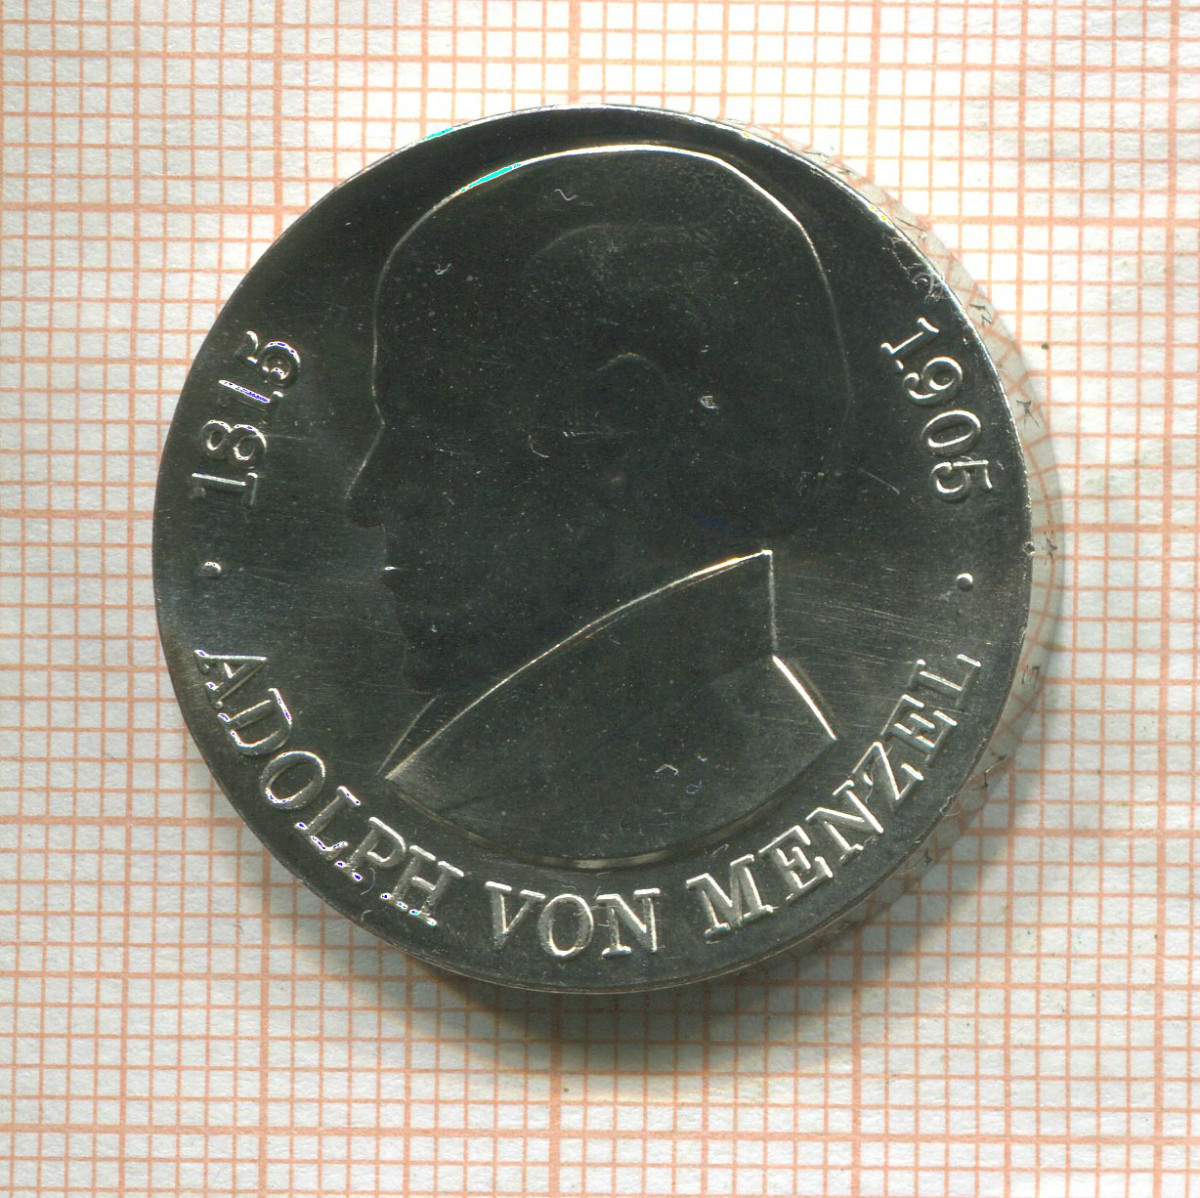 1815
1905
· ADOLPH VON MENZEL ·